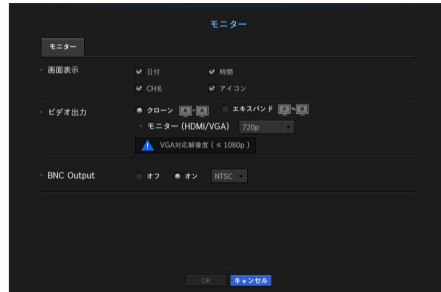 モニター
モニター
画面表示
日付 時間
CH名 アイコン
ビデオ出力
クローン A=A エキスパンド A=B
モニター (HDMI/VGA) 720p
VGA対応解像度 ( ≤ 1080p )
BNC Output オフ オン NTSC
OK キャンセル